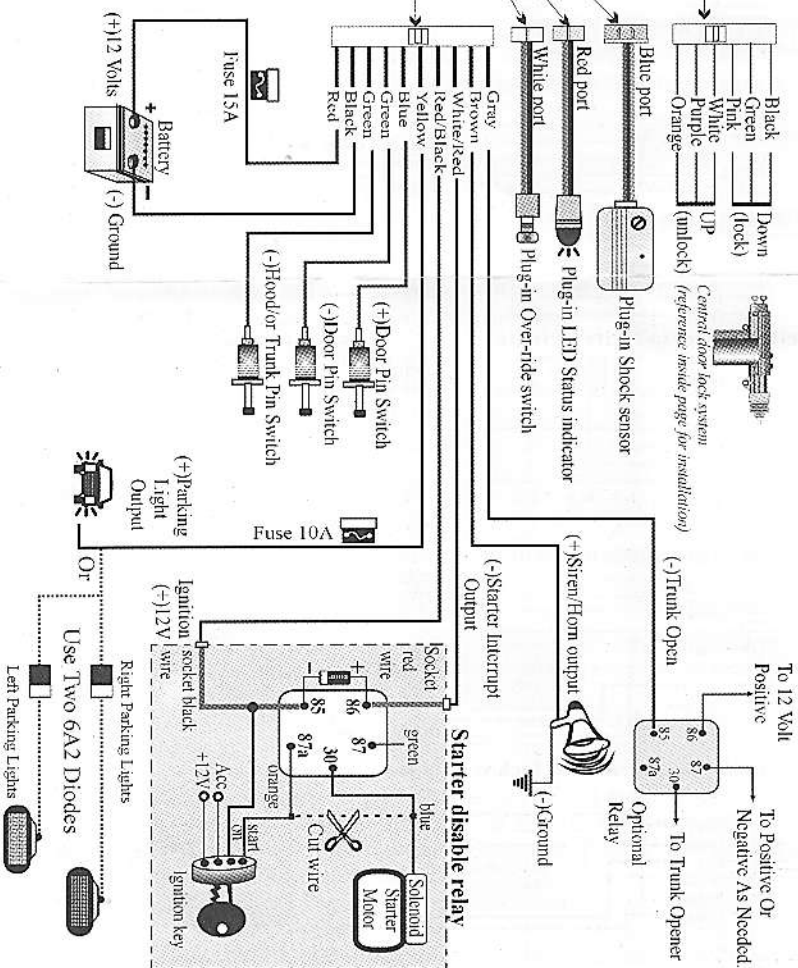 Black
Green
White
Pink
Purple
Orange
Down
(lock)
UP
(unlock)
Central door lock system
(reference inside page for installation)
Blue port
Plug-in Shock sensor
Red port
Plug-in LED Status indicator
White port
Plug-in Over-ride switch
Gray
Brown
White/Red
Red/Black
Yellow
Blue
Green
Green
Black
Red
Fuse 15A
(+)12 Volts
Battery
+
-
(-) Ground
(+)Door Pin Switch
(-)Door Pin Switch
(-)Hood/or Trunk Pin Switch
(+)Parking
Light
Output
Fuse 10A
Or
Use Two 6A2 Diodes
Right Parking Lights
Left Parking Lights
(-)Trunk Open
To 12 Volt
Positive
To Positive Or
Negative As Needed.
86
87
85
87a
30
Optional
Relay
To Trunk Opener
(+)Siren/Horn output
(-)Ground
(-)Starter Interrupt
Output
Ignition
(+)12V
Starter disable relay
Socket
red
wire
socket black
wire
+
-
86
85
87
87a
30
green
blue
orange
Cut wire
start
on
Acc
+12V
ignition key
Solenoid
Starter
Motor